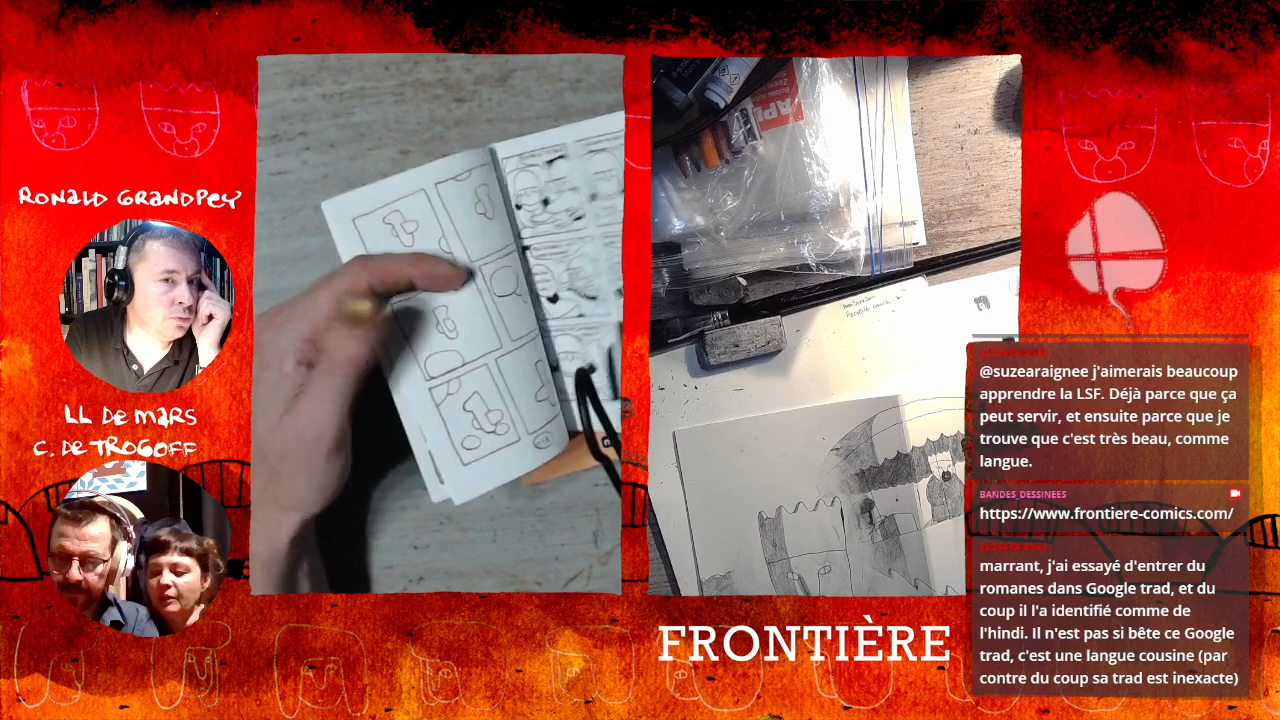 RONALD GRANDPEY
LL DE MARS
C. DE TROGOFF
FRONTIÈRE
@suzearaignee j'aimerais beaucoup
apprendre la LSF. Déjà parce que ça
peut servir, et ensuite parce que je
trouve que c'est très beau, comme
langue.
BANDES_DESSINEES
https://www.frontiere-comics.com/
marrant, j'ai essayé d'entrer du
romanes dans Google trad, et du
coup il l'a identifié comme de
l'hindi. Il n'est pas si bête ce Google
trad, c'est une langue cousine (par
contre du coup sa trad est inexacte)